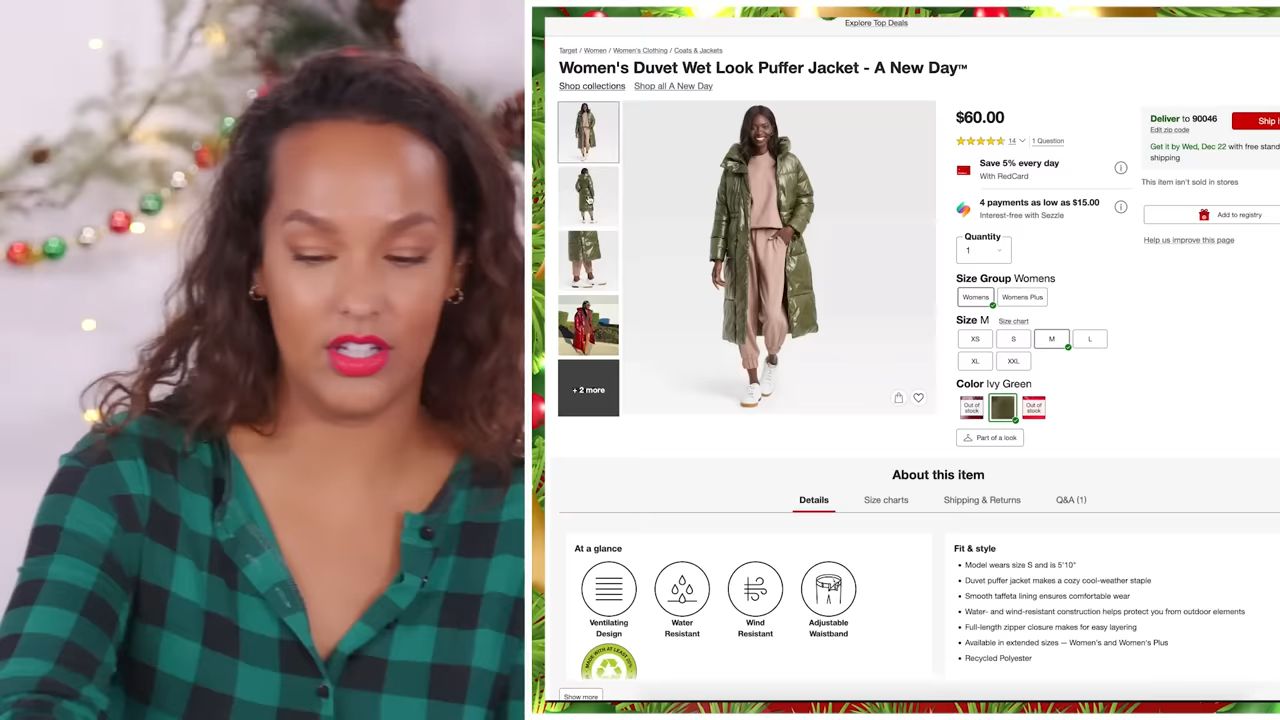 Explore Top Deals
Target / Women / Women's Clothing / Coats & Jackets
Women's Duvet Wet Look Puffer Jacket - A New Day™
Shop collections Shop all A New Day
+ 2 more
$60.00
14 1 Question
Save 5% every day
With RedCard
4 payments as low as $15.00
Interest-free with Sezzle
Quantity
1
Size Group Womens
Womens Womens Plus
Size M Size chart
XS S M L
XL XXL
Color Ivy Green
Out of stock
Out of stock
Part of a look
Deliver to 90046
Edit zip code
Ship
Get it by Wed, Dec 22 with free
shipping
This item isn't sold in stores
Add to registry
Help us improve this page
About this item
Details Size charts Shipping & Returns Q&A (1)
At a glance
Ventilating
Design
Water
Resistant
Wind
Resistant
Adjustable
Waistband
MADE WITH AT LEAST
Show more
Fit & style
• Model wears size S and is 5'10"
• Duvet puffer jacket makes a cozy cool-weather staple
• Smooth taffeta lining ensures comfortable wear
• Water- and wind-resistant construction helps protect you from outdoor elements
• Full-length zipper closure makes for easy layering
• Available in extended sizes — Women's and Women's Plus
• Recycled Polyester